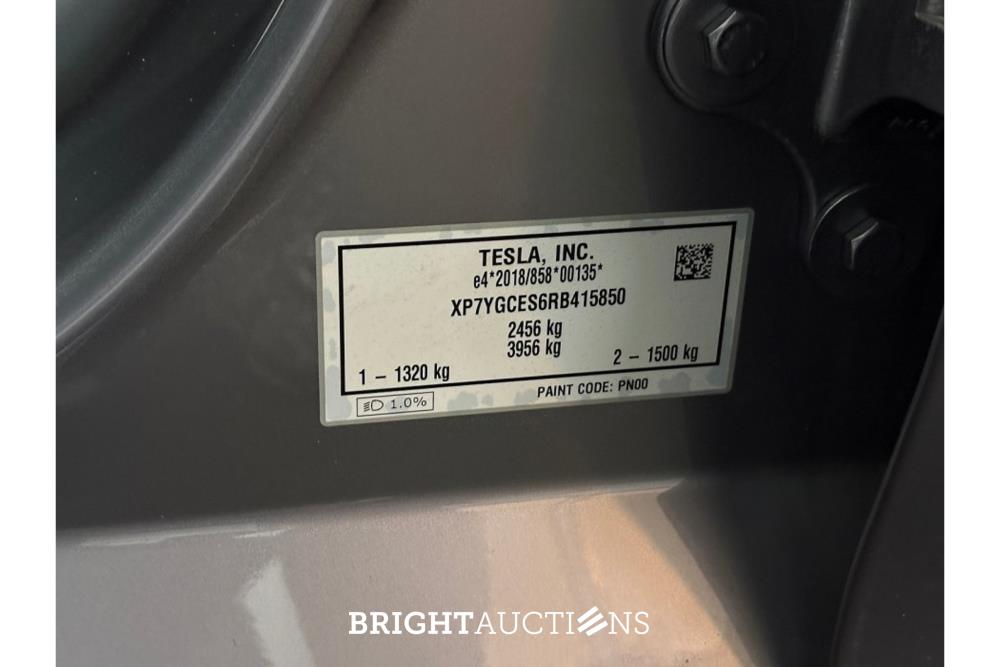 TESLA, INC.
e4*2018/858*00135*
XP7YGCES6RB415850
2456 kg
3956 kg
1 – 1320 kg
2 – 1500 kg
1.0%
PAINT CODE: PN00
BRIGHTAUCTIONS